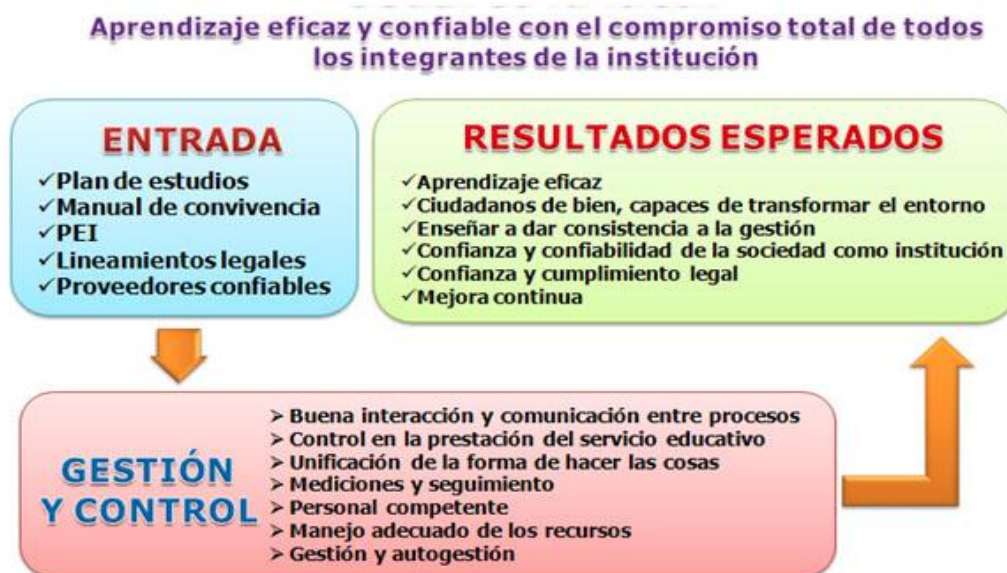 Aprendizaje eficaz y confiable con el compromiso total de todos
los integrantes de la institución
ENTRADA
✓Plan de estudios
✓Manual de convivencia
✓PEI
✓Lineamientos legales
✓Proveedores confiables
RESULTADOS ESPERADOS
✓Aprendizaje eficaz
✓Ciudadanos de bien, capaces de transformar el entorno
✓Enseñar a dar consistencia a la gestión
✓Confianza y confiabilidad de la sociedad como institución
✓Confianza y cumplimiento legal
✓Mejora continua
GESTIÓN
Y CONTROL
➢ Buena interacción y comunicación entre procesos
➢ Control en la prestación del servicio educativo
➢ Unificación de la forma de hacer las cosas
➢ Mediciones y seguimiento
➢ Personal competente
➢ Manejo adecuado de los recursos
➢ Gestión y autogestión